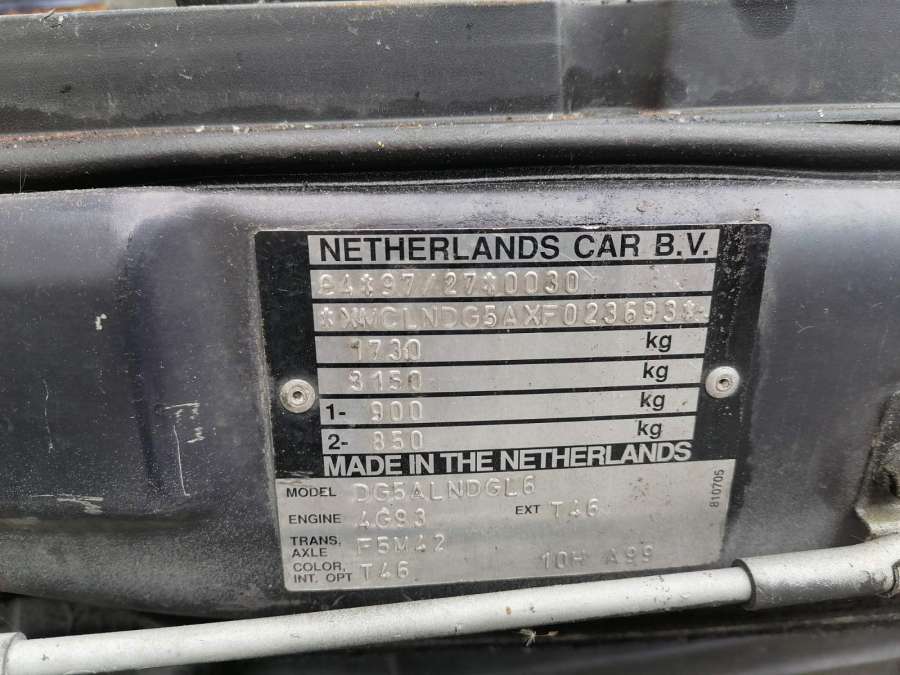 NETHERLANDS CAR B.V.
e4*97/27*0030
*XMCLNDG5AXF023693*
1730 kg
3150 kg
1- 900 kg
2- 850 kg
MADE IN THE NETHERLANDS
MODEL DG5ALNDGL6
ENGINE 4G93 EXT T46
TRANS, AXLE F5M42
COLOR, INT. OPT T46 10H A99
810705